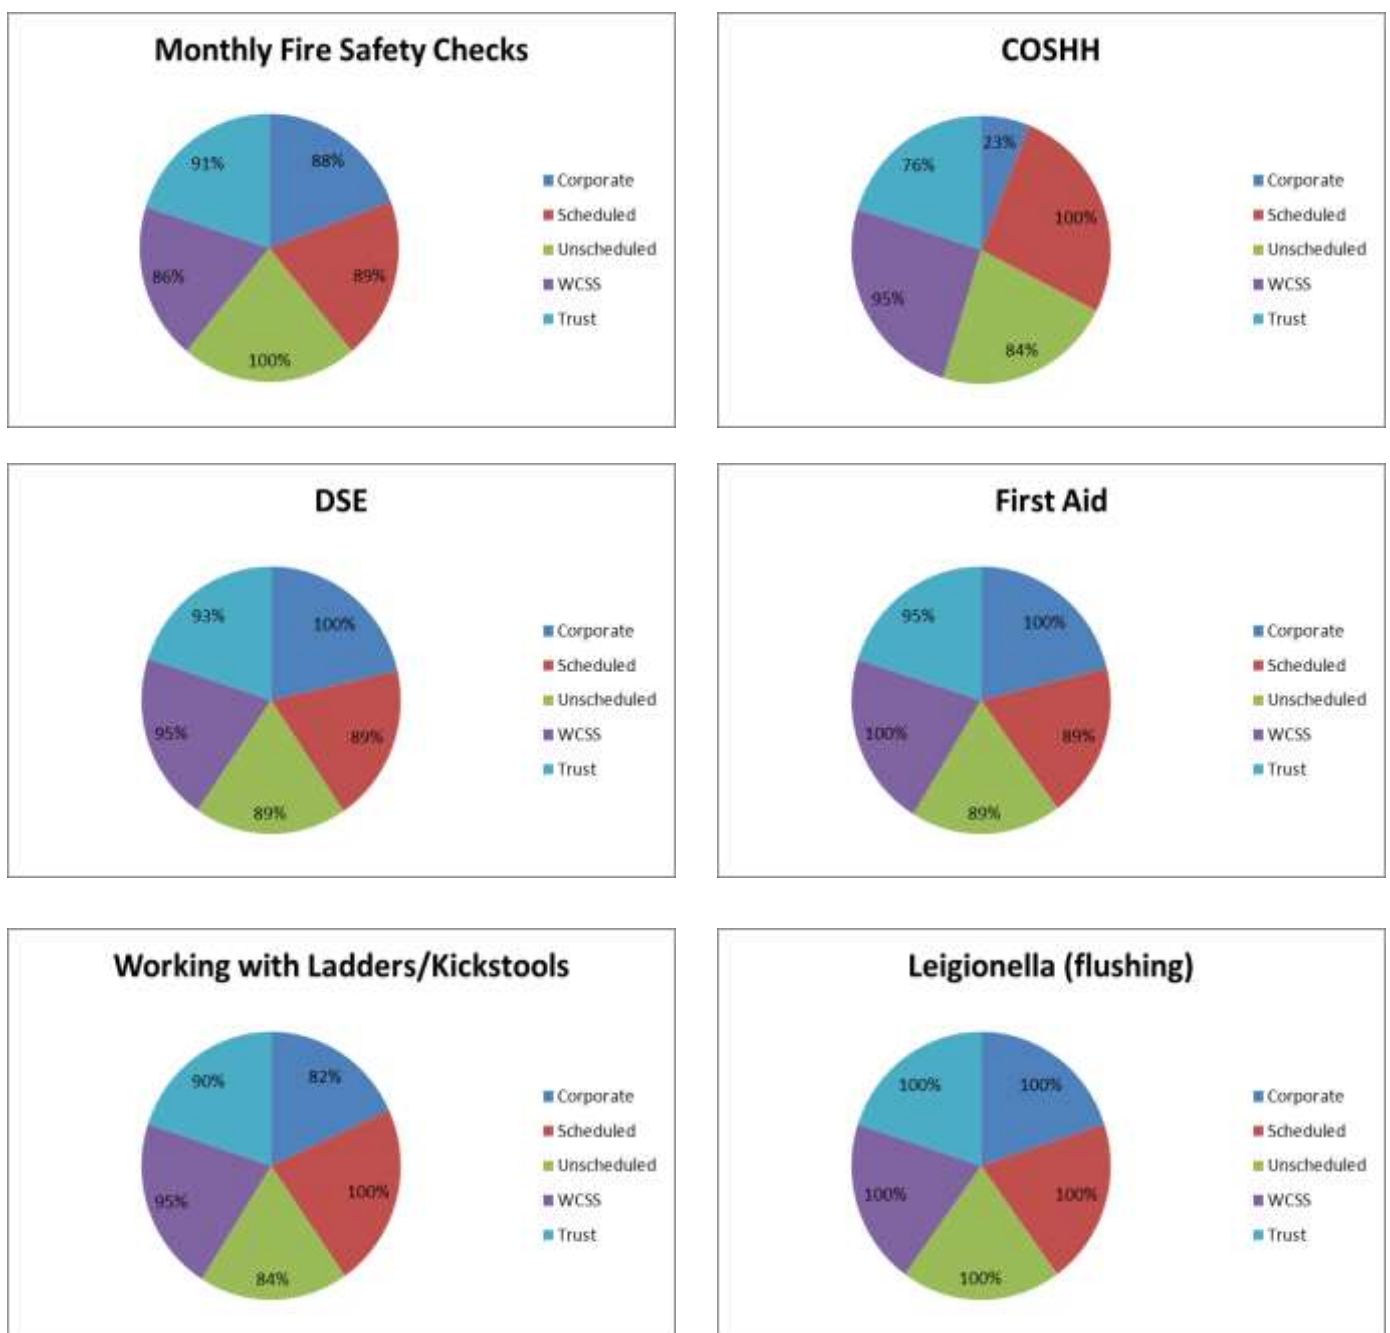 Monthly Fire Safety Checks
91%
88%
86%
89%
100%
Corporate
Scheduled
Unscheduled
WCSS
Trust
COSHH
23%
76%
100%
95%
84%
Corporate
Scheduled
Unscheduled
WCSS
Trust
DSE
93%
100%
95%
89%
89%
Corporate
Scheduled
Unscheduled
WCSS
Trust
First Aid
95%
100%
100%
89%
89%
Corporate
Scheduled
Unscheduled
WCSS
Trust
Working with Ladders/Kickstools
90%
82%
95%
100%
84%
Corporate
Scheduled
Unscheduled
WCSS
Trust
Leigionella (flushing)
100%
100%
100%
100%
100%
Corporate
Scheduled
Unscheduled
WCSS
Trust